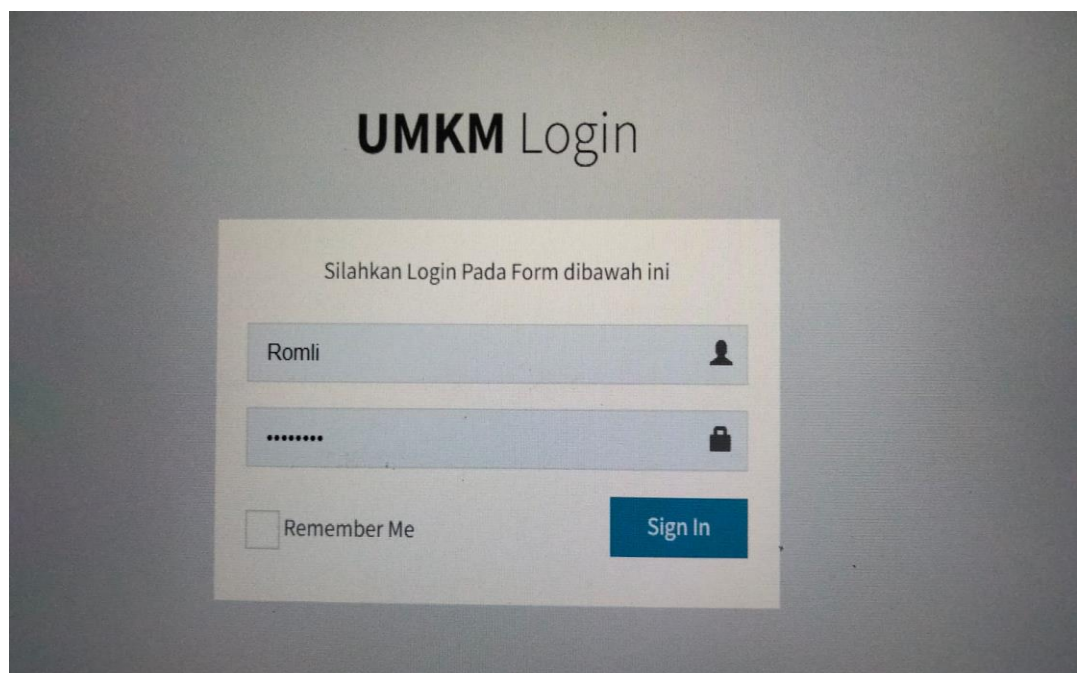 UMKM Login
Silahkan Login Pada Form dibawah ini
Romli
••••••••
Remember Me
Sign In